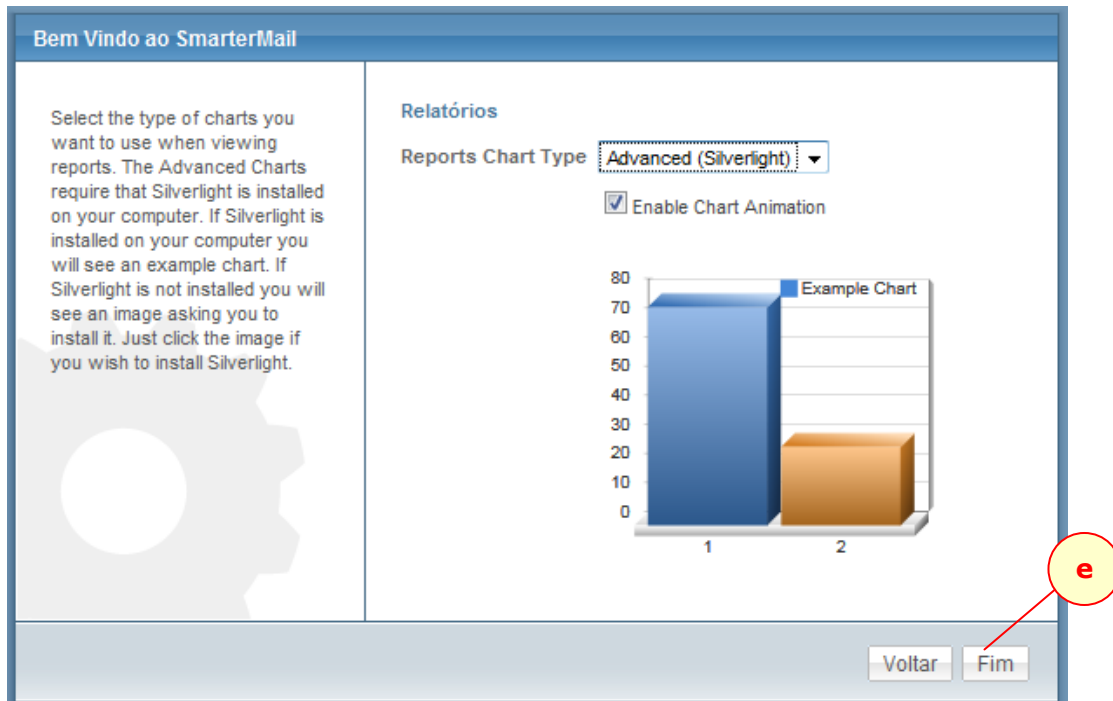 Bem Vindo ao SmarterMail
Select the type of charts you
want to use when viewing
reports. The Advanced Charts
require that Silverlight is installed
on your computer. If Silverlight is
installed on your computer you
will see an example chart. If
Silverlight is not installed you will
see an image asking you to
install it. Just click the image if
you wish to install Silverlight.
Relatórios
Reports Chart Type Advanced (Silverlight)
Enable Chart Animation
Example Chart
80
70
60
50
40
30
20
10
0
1 2
e
Voltar Fim